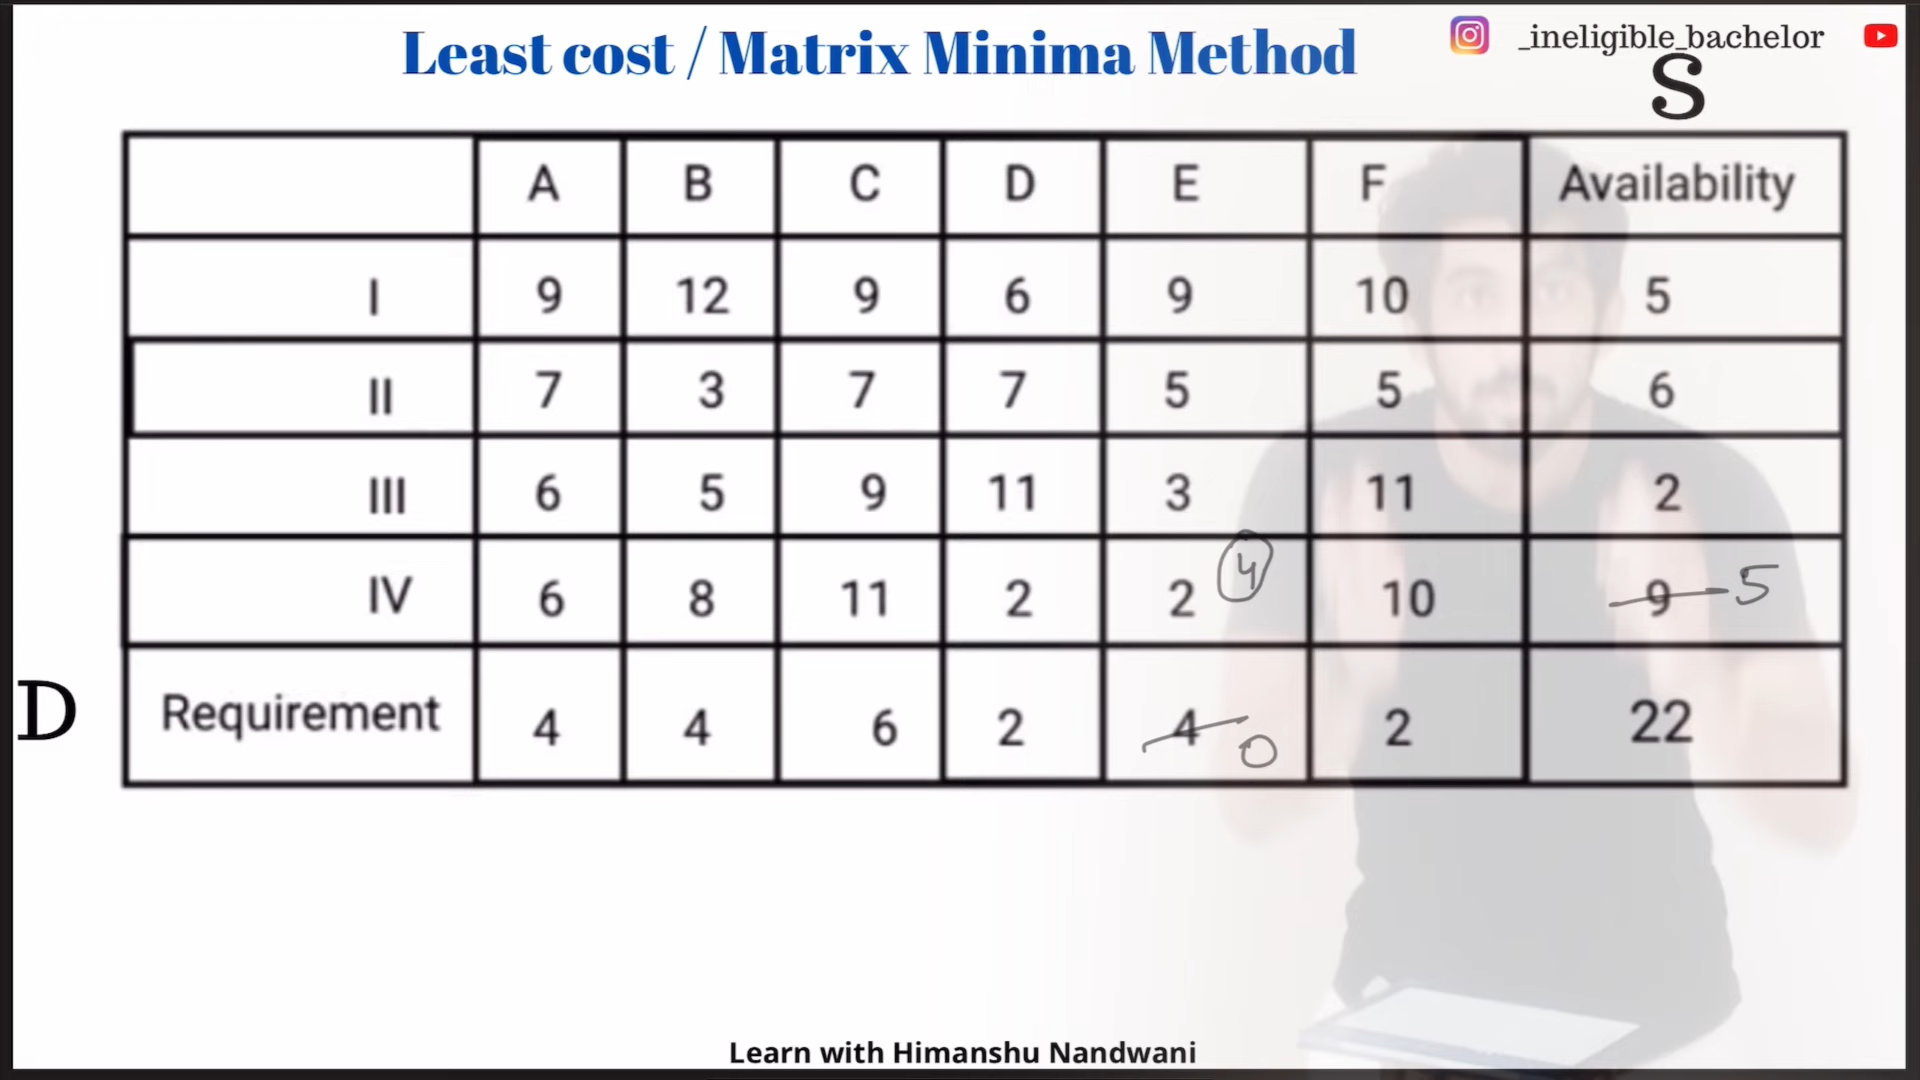 Least cost / Matrix Minima Method
_ineligible_bachelor
S
A B C D E F Availability
I 9 12 9 6 9 10 5
II 7 3 7 7 5 5 6
III 6 5 9 11 3 11 2
IV 6 8 11 2 2 4 10 9 5
D
Requirement 4 4 6 2 4 0 2 22
Learn with Himanshu Nandwani